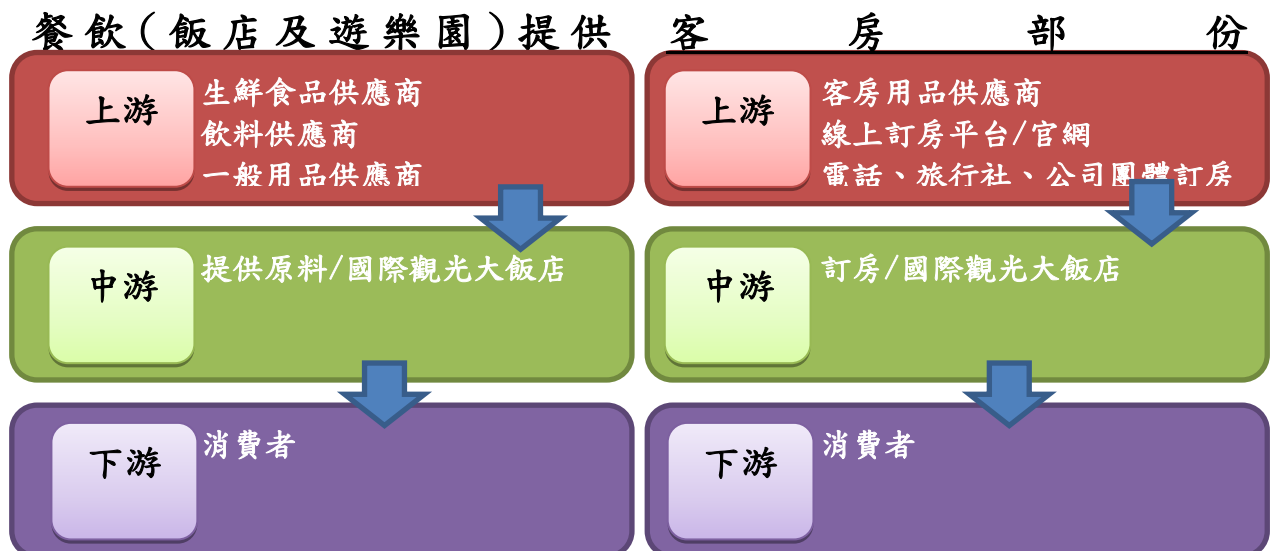 餐飲(飯店及遊樂園)提供
上游
生鮮食品供應商
飲料供應商
一般用品供應商
中游
提供原料/國際觀光大飯店
下游
消費者
客房部份
上游
客房用品供應商
線上訂房平台/官網
電話、旅行社、公司團體訂房
中游
訂房/國際觀光大飯店
下游
消費者